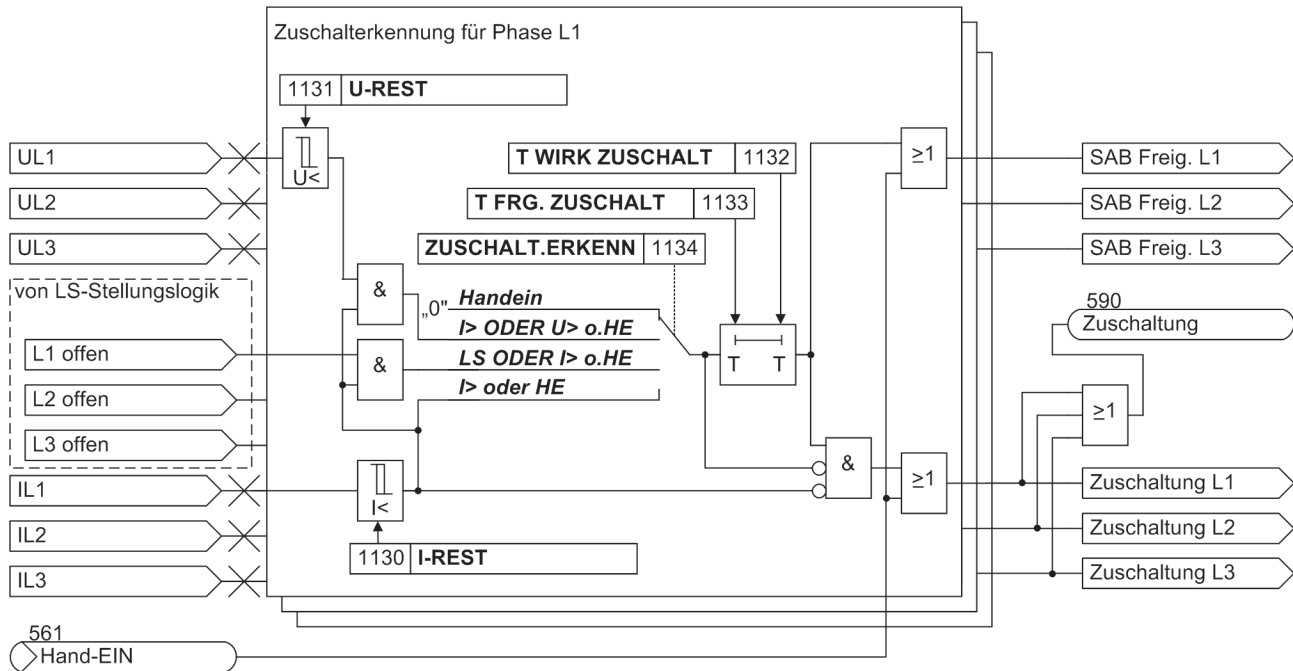 Zuschalterkennung für Phase L1
1131 U-REST
UL1
UL2
UL3
U<
T WIRK ZUSCHALT 1132
T FRG. ZUSCHALT 1133
ZUSCHALT.ERKENN 1134
≥1
SAB Freig. L1
SAB Freig. L2
SAB Freig. L3
von LS-Stellungslogik
L1 offen
L2 offen
L3 offen
&
&
„0" Handein
I> ODER U> o.HE
LS ODER I> o.HE
I> oder HE
T T
590
Zuschaltung
≥1
IL1
IL2
IL3
I<
1130 I-REST
&
≥1
Zuschaltung L1
Zuschaltung L2
Zuschaltung L3
561
Hand-EIN